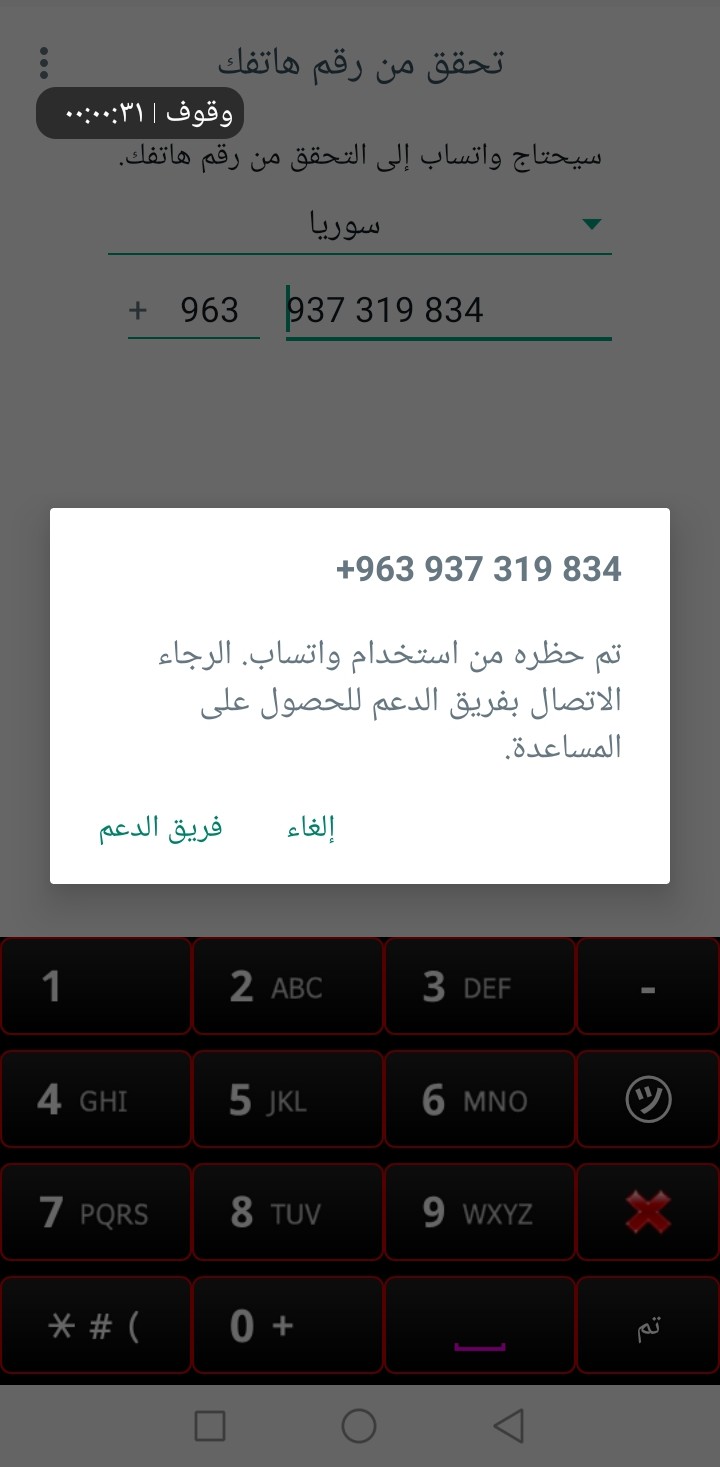 تحقق من رقم هاتفك
وقوف | ٠٠:٠٠:٣١
سيحتاج واتساب إلى التحقق من رقم هاتفك.
سوريا
+ 963 937 319 834
+963 937 319 834
تم حظره من استخدام واتساب. الرجاء
الاتصال بفريق الدعم للحصول على
المساعدة.
إلغاء فريق الدعم
1 2 ABC 3 DEF -
4 GHI 5 JKL 6 MNO ツ
7 PQRS 8 TUV 9 WXYZ
* # ( 0 + تم